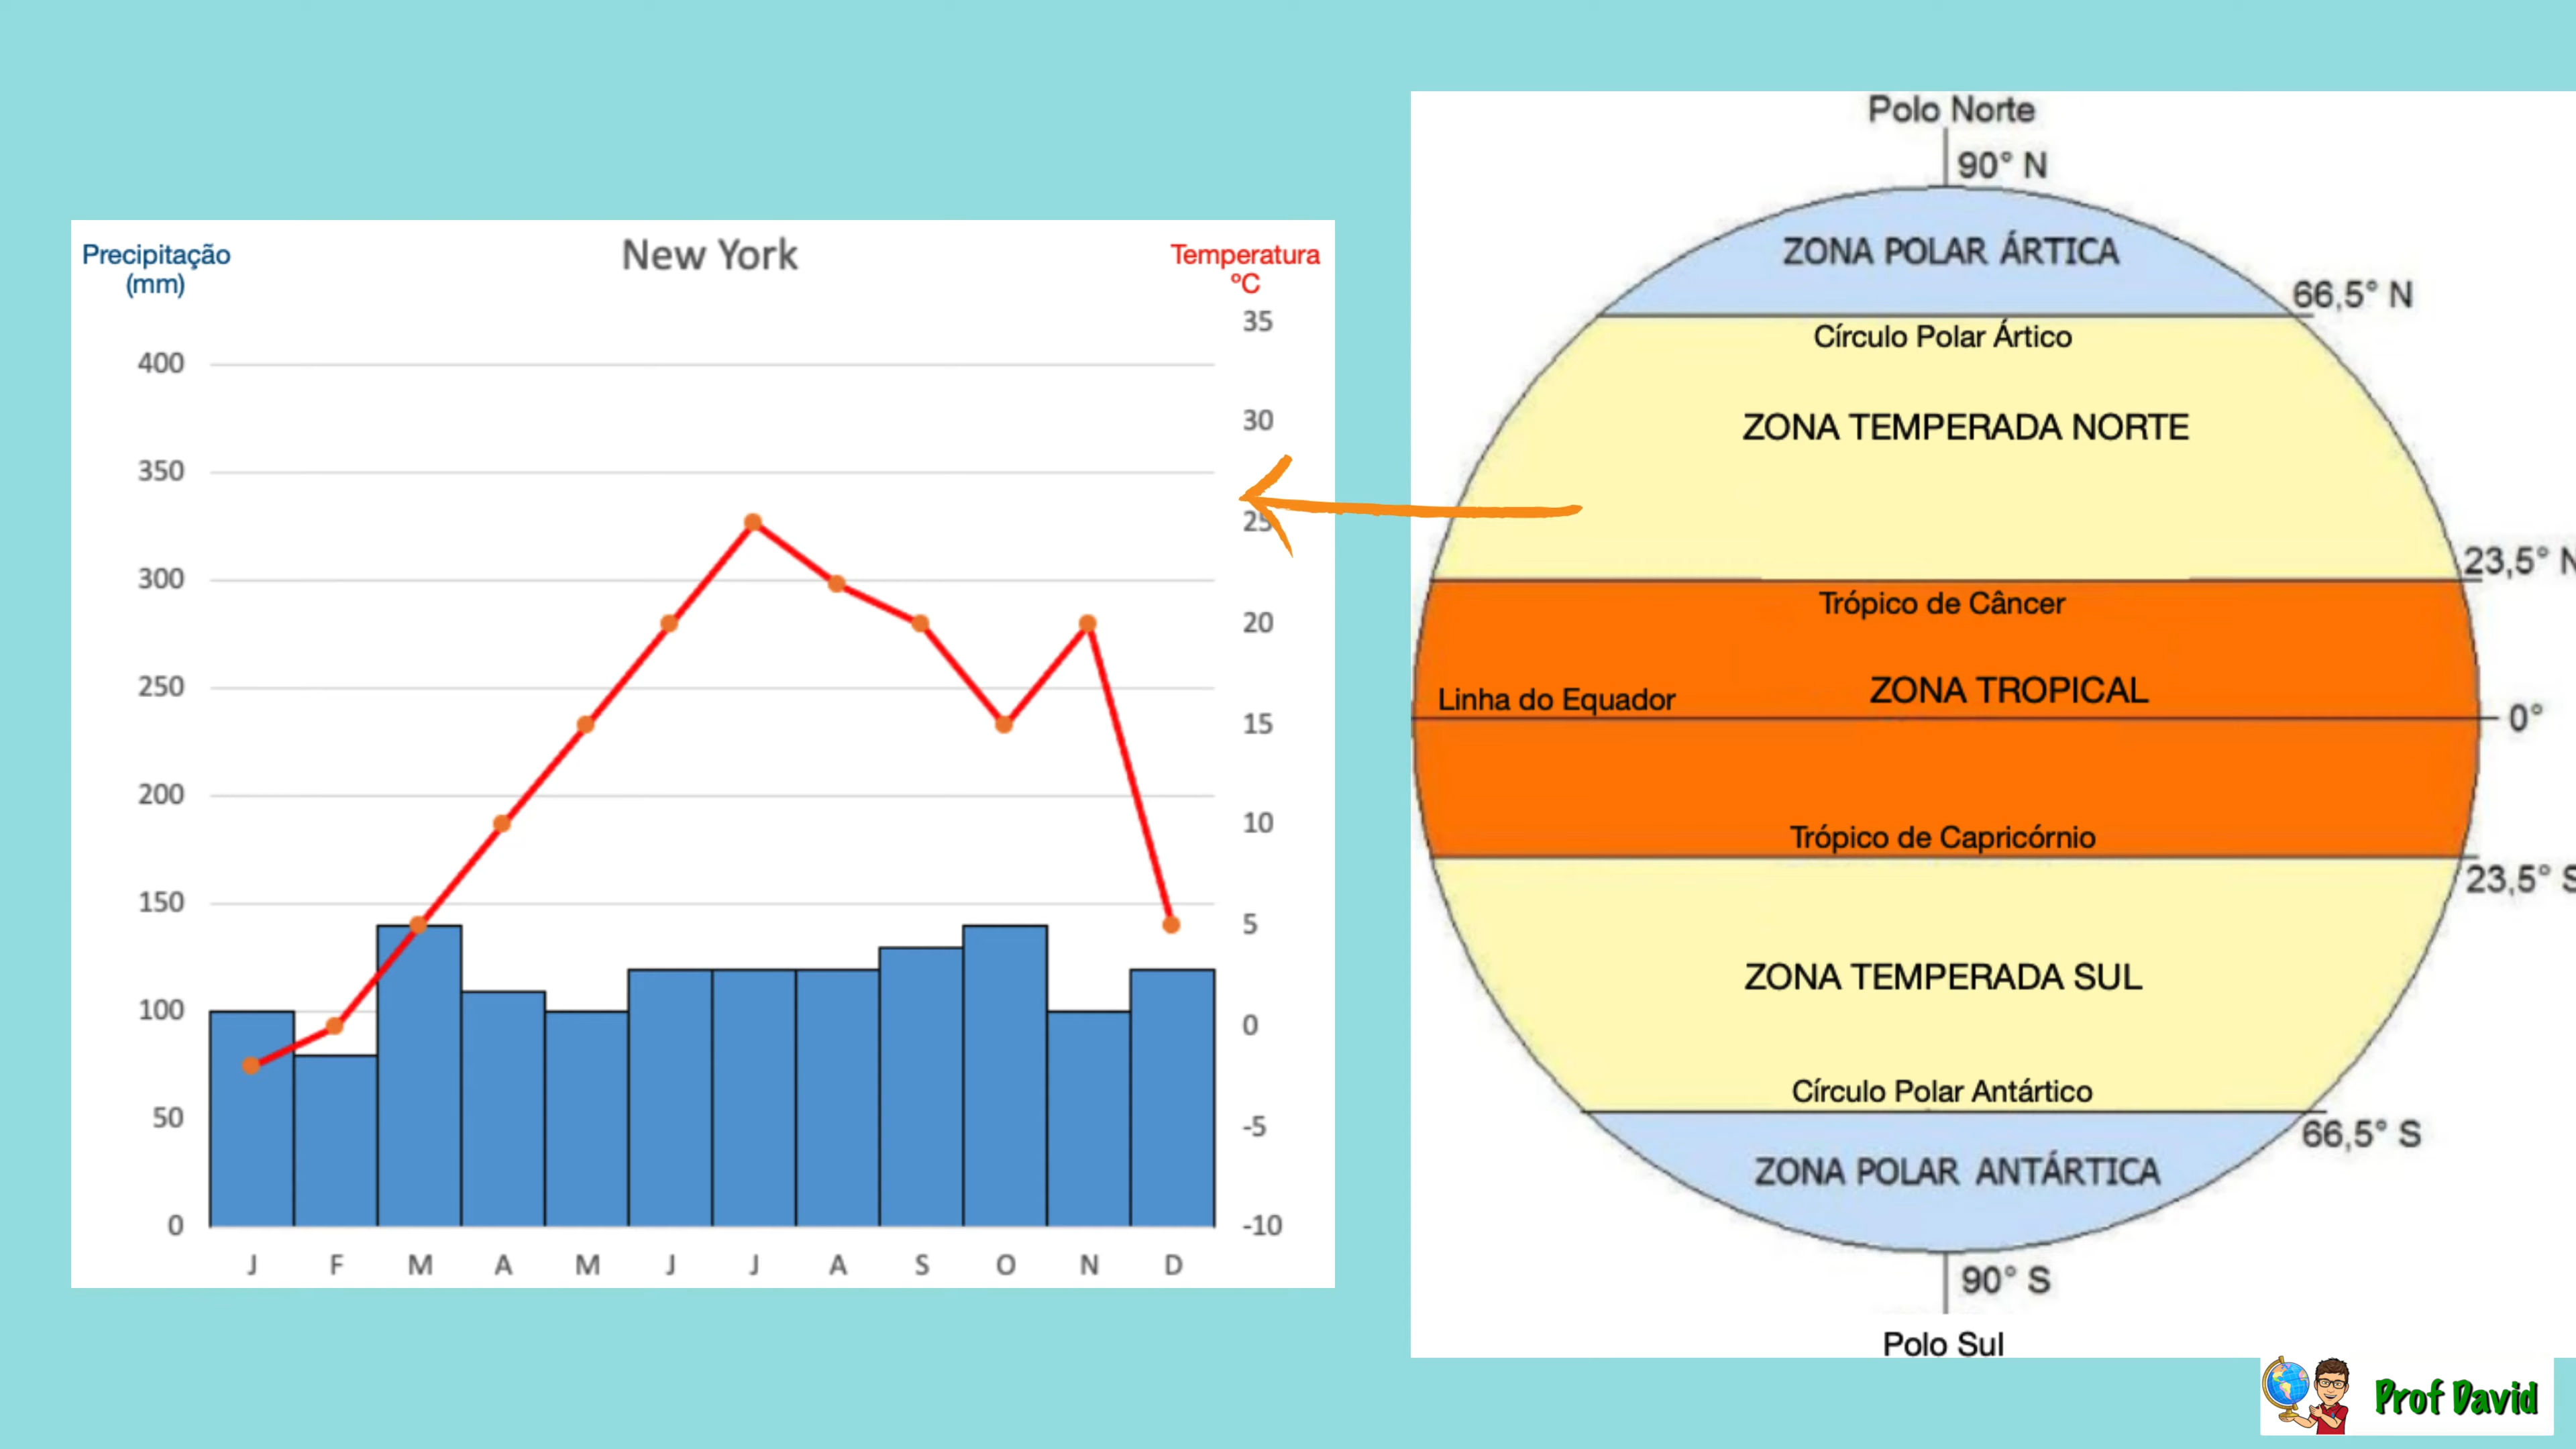 New York
Precipitação
(mm)
Temperatura
ºC
400
350
300
250
200
150
100
50
0
35
30
25
20
15
10
5
0
-5
-10
J F M A M J J A S O N D
Polo Norte
90° N
ZONA POLAR ÁRTICA
66,5° N
Círculo Polar Ártico
ZONA TEMPERADA NORTE
23,5° N
Trópico de Câncer
ZONA TROPICAL
Linha do Equador
0°
Trópico de Capricórnio
23,5° S
ZONA TEMPERADA SUL
Círculo Polar Antártico
66,5° S
ZONA POLAR ANTÁRTICA
90° S
Polo Sul
Prof David